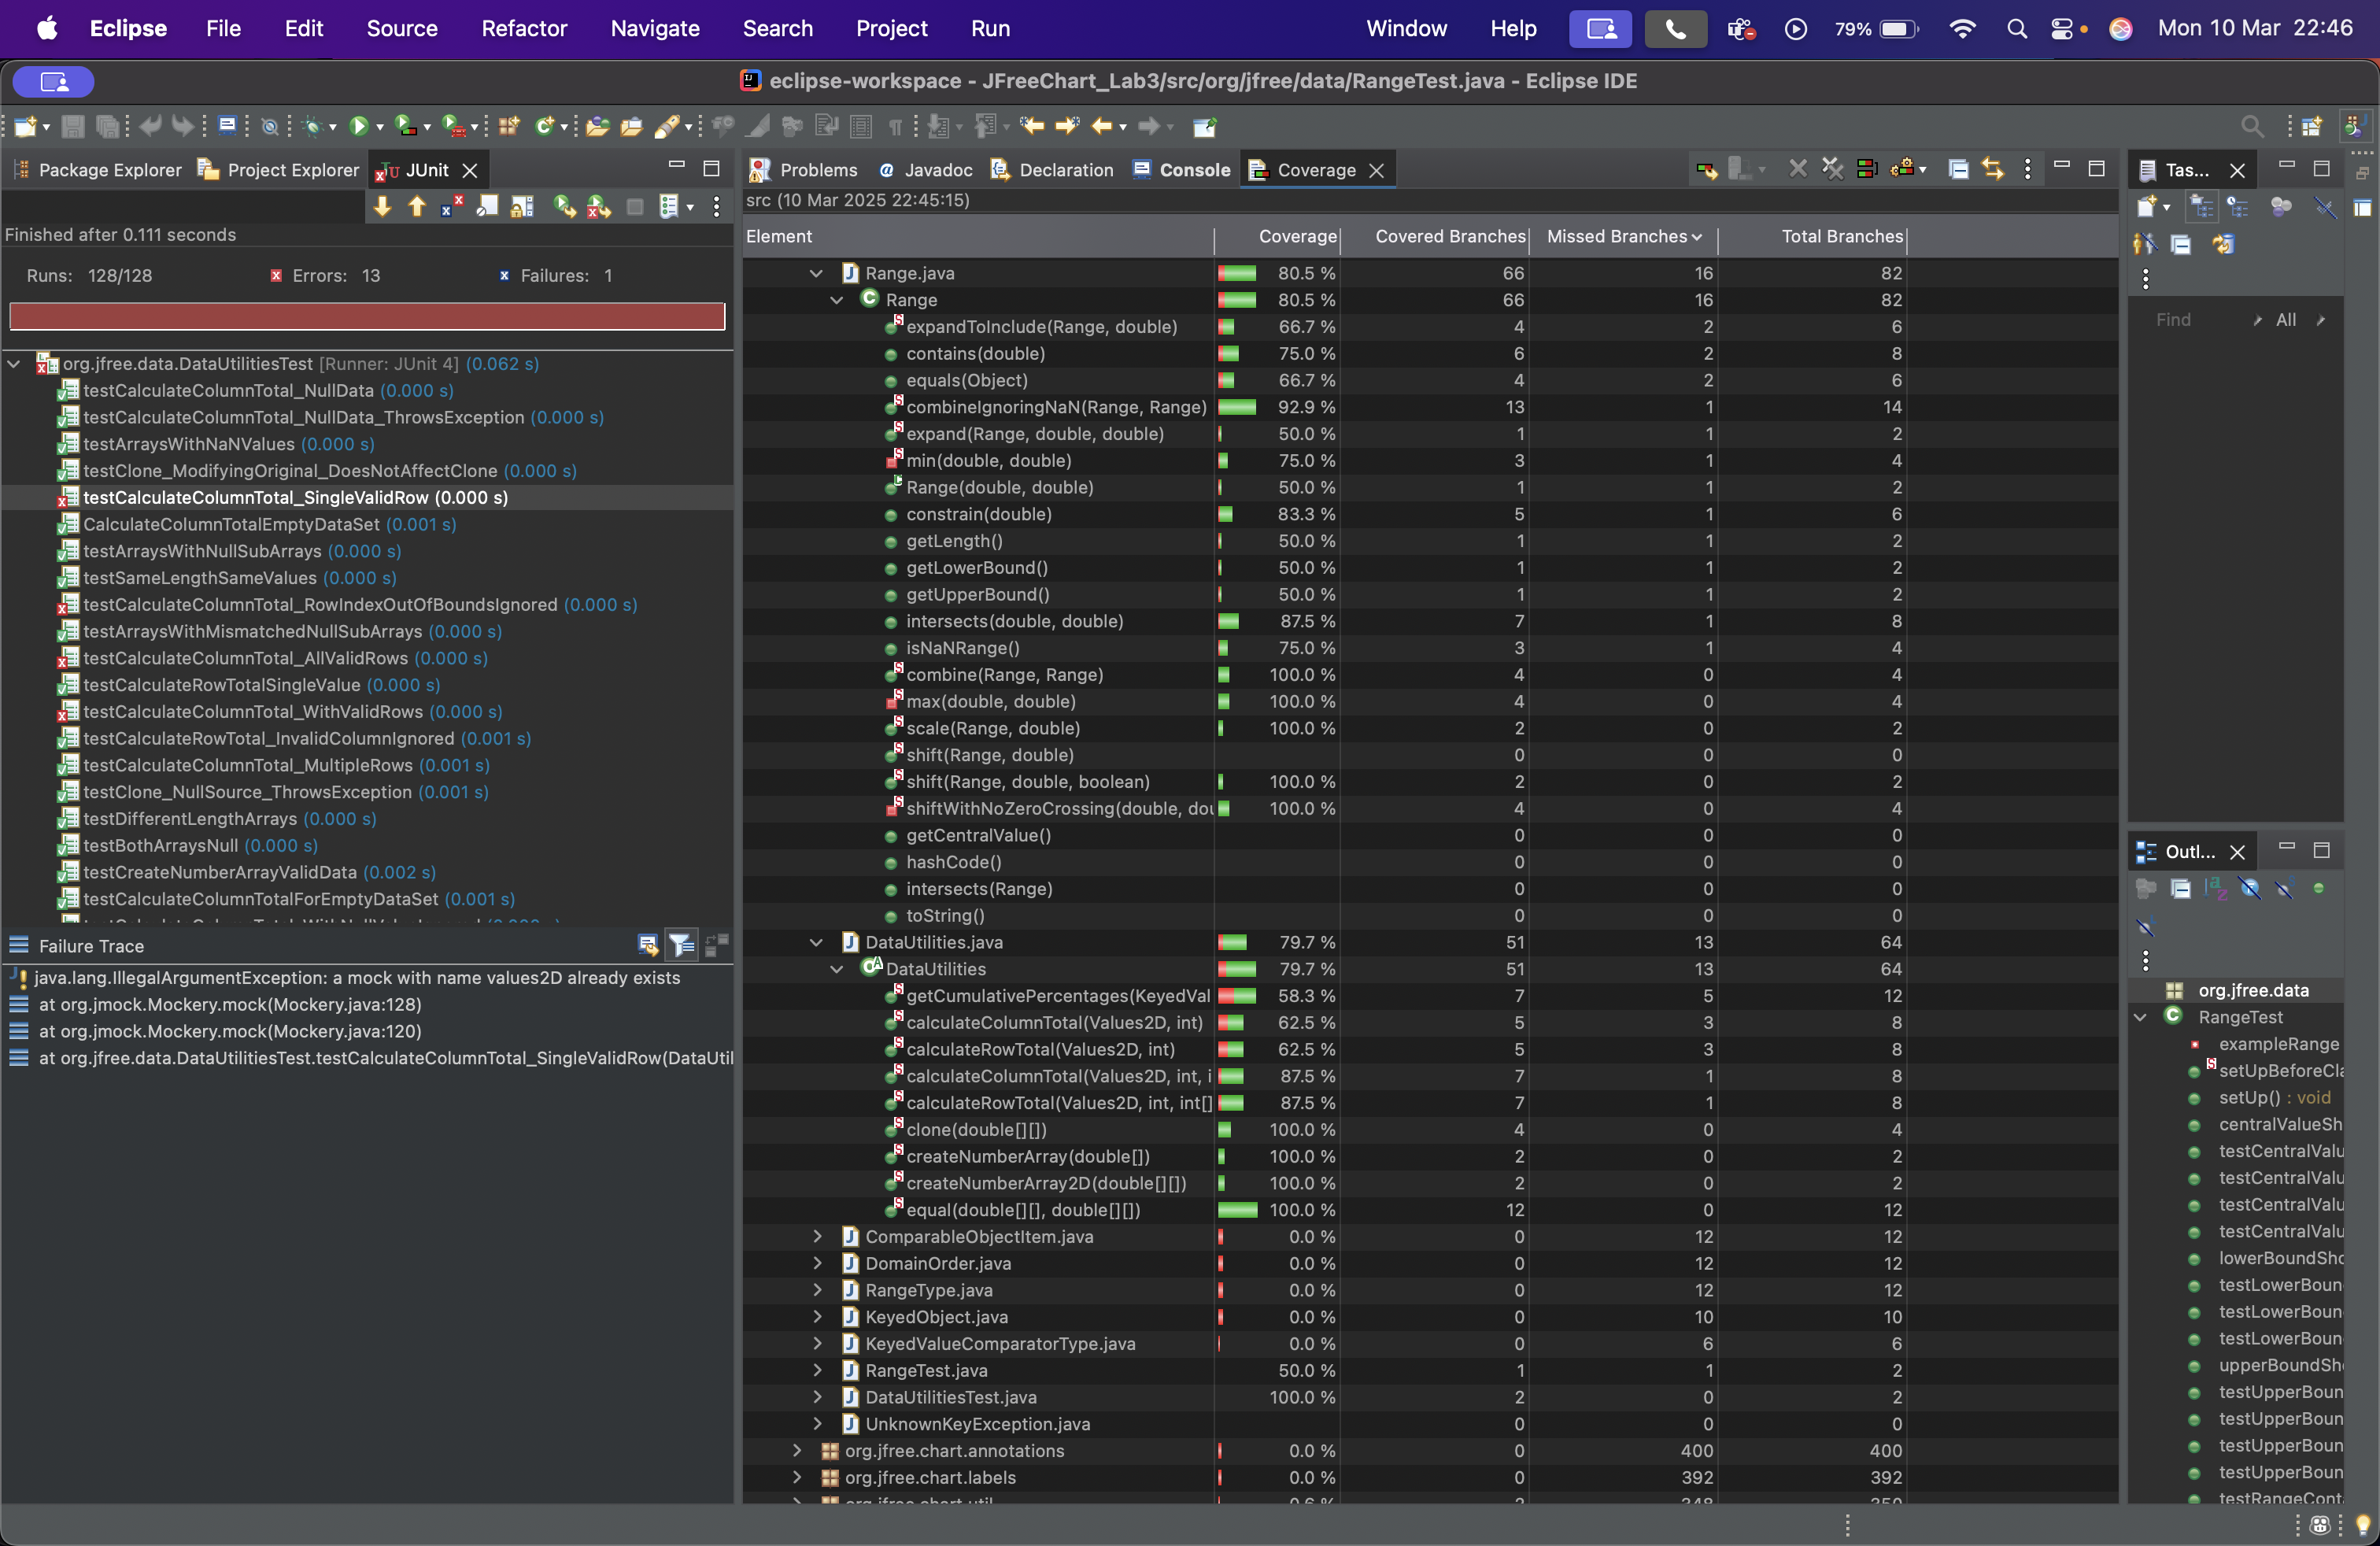 Eclipse File Edit Source Refactor Navigate Search Project Run Window Help 79% Mon 10 Mar 22:46
eclipse-workspace - JFreeChart_Lab3/src/org/jfree/data/RangeTest.java - Eclipse IDE
Package Explorer Project Explorer JUnit
Finished after 0.111 seconds
Runs: 128/128 Errors: 13 Failures: 1
org.jfree.data.DataUtilitiesTest [Runner: JUnit 4] (0.062 s)
testCalculateColumnTotal_NullData (0.000 s)
testCalculateColumnTotal_NullData_ThrowsException (0.000 s)
testArraysWithNaNValues (0.000 s)
testClone_ModifyingOriginal_DoesNotAffectClone (0.000 s)
testCalculateColumnTotal_SingleValidRow (0.000 s)
CalculateColumnTotalEmptyDataSet (0.001 s)
testArraysWithNullSubArrays (0.000 s)
testSameLengthSameValues (0.000 s)
testCalculateColumnTotal_RowIndexOutOfBoundsIgnored (0.000 s)
testArraysWithMismatchedNullSubArrays (0.000 s)
testCalculateColumnTotal_AllValidRows (0.000 s)
testCalculateRowTotalSingleValue (0.000 s)
testCalculateColumnTotal_WithValidRows (0.000 s)
testCalculateRowTotal_InvalidColumnIgnored (0.001 s)
testCalculateColumnTotal_MultipleRows (0.001 s)
testClone_NullSource_ThrowsException (0.001 s)
testDifferentLengthArrays (0.000 s)
testBothArraysNull (0.000 s)
testCreateNumberArrayValidData (0.002 s)
testCalculateColumnTotalForEmptyDataSet (0.001 s)
Failure Trace
java.lang.IllegalArgumentException: a mock with name values2D already exists
at org.jmock.Mockery.mock(Mockery.java:128)
at org.jmock.Mockery.mock(Mockery.java:120)
at org.jfree.data.DataUtilitiesTest.testCalculateColumnTotal_SingleValidRow(DataUtil
Problems Javadoc Declaration Console Coverage
src (10 Mar 2025 22:45:15)
Element Coverage Covered Branches Missed Branches Total Branches
Range.java 80.5 % 66 16 82
Range 80.5 % 66 16 82
expandToInclude(Range, double) 66.7 % 4 2 6
contains(double) 75.0 % 6 2 8
equals(Object) 66.7 % 4 2 6
combineIgnoringNaN(Range, Range) 92.9 % 13 1 14
expand(Range, double, double) 50.0 % 1 1 2
min(double, double) 75.0 % 3 1 4
Range(double, double) 50.0 % 1 1 2
constrain(double) 83.3 % 5 1 6
getLength() 50.0 % 1 1 2
getLowerBound() 50.0 % 1 1 2
getUpperBound() 50.0 % 1 1 2
intersects(double, double) 87.5 % 7 1 8
isNaNRange() 75.0 % 3 1 4
combine(Range, Range) 100.0 % 4 0 4
max(double, double) 100.0 % 4 0 4
scale(Range, double) 100.0 % 2 0 2
shift(Range, double) 0 0 0
shift(Range, double, boolean) 100.0 % 2 0 2
shiftWithNoZeroCrossing(double, dou 100.0 % 4 0 4
getCentralValue() 0 0 0
hashCode() 0 0 0
intersects(Range) 0 0 0
toString() 0 0 0
DataUtilities.java 79.7 % 51 13 64
DataUtilities 79.7 % 51 13 64
getCumulativePercentages(KeyedVal 58.3 % 7 5 12
calculateColumnTotal(Values2D, int) 62.5 % 5 3 8
calculateRowTotal(Values2D, int) 62.5 % 5 3 8
calculateColumnTotal(Values2D, int, i 87.5 % 7 1 8
calculateRowTotal(Values2D, int, int[] 87.5 % 7 1 8
clone(double[][]) 100.0 % 4 0 4
createNumberArray(double[]) 100.0 % 2 0 2
createNumberArray2D(double[][]) 100.0 % 2 0 2
equal(double[][], double[][]) 100.0 % 12 0 12
ComparableObjectItem.java 0.0 % 0 12 12
DomainOrder.java 0.0 % 0 12 12
RangeType.java 0.0 % 0 12 12
KeyedObject.java 0.0 % 0 10 10
KeyedValueComparatorType.java 0.0 % 0 6 6
RangeTest.java 50.0 % 1 1 2
DataUtilitiesTest.java 100.0 % 2 0 2
UnknownKeyException.java 0 0 0
org.jfree.chart.annotations 0.0 % 0 400 400
org.jfree.chart.labels 0.0 % 0 392 392
Tas...
Find All
Outl...
org.jfree.data
RangeTest
exampleRange
setUpBeforeCla
setUp() : void
centralValueSh
testCentralValu
testCentralValu
testCentralValu
testCentralValu
lowerBoundSho
testLowerBoun
testLowerBoun
testLowerBoun
upperBoundSho
testUpperBoun
testUpperBoun
testUpperBoun
testUpperBoun
testRangeCont